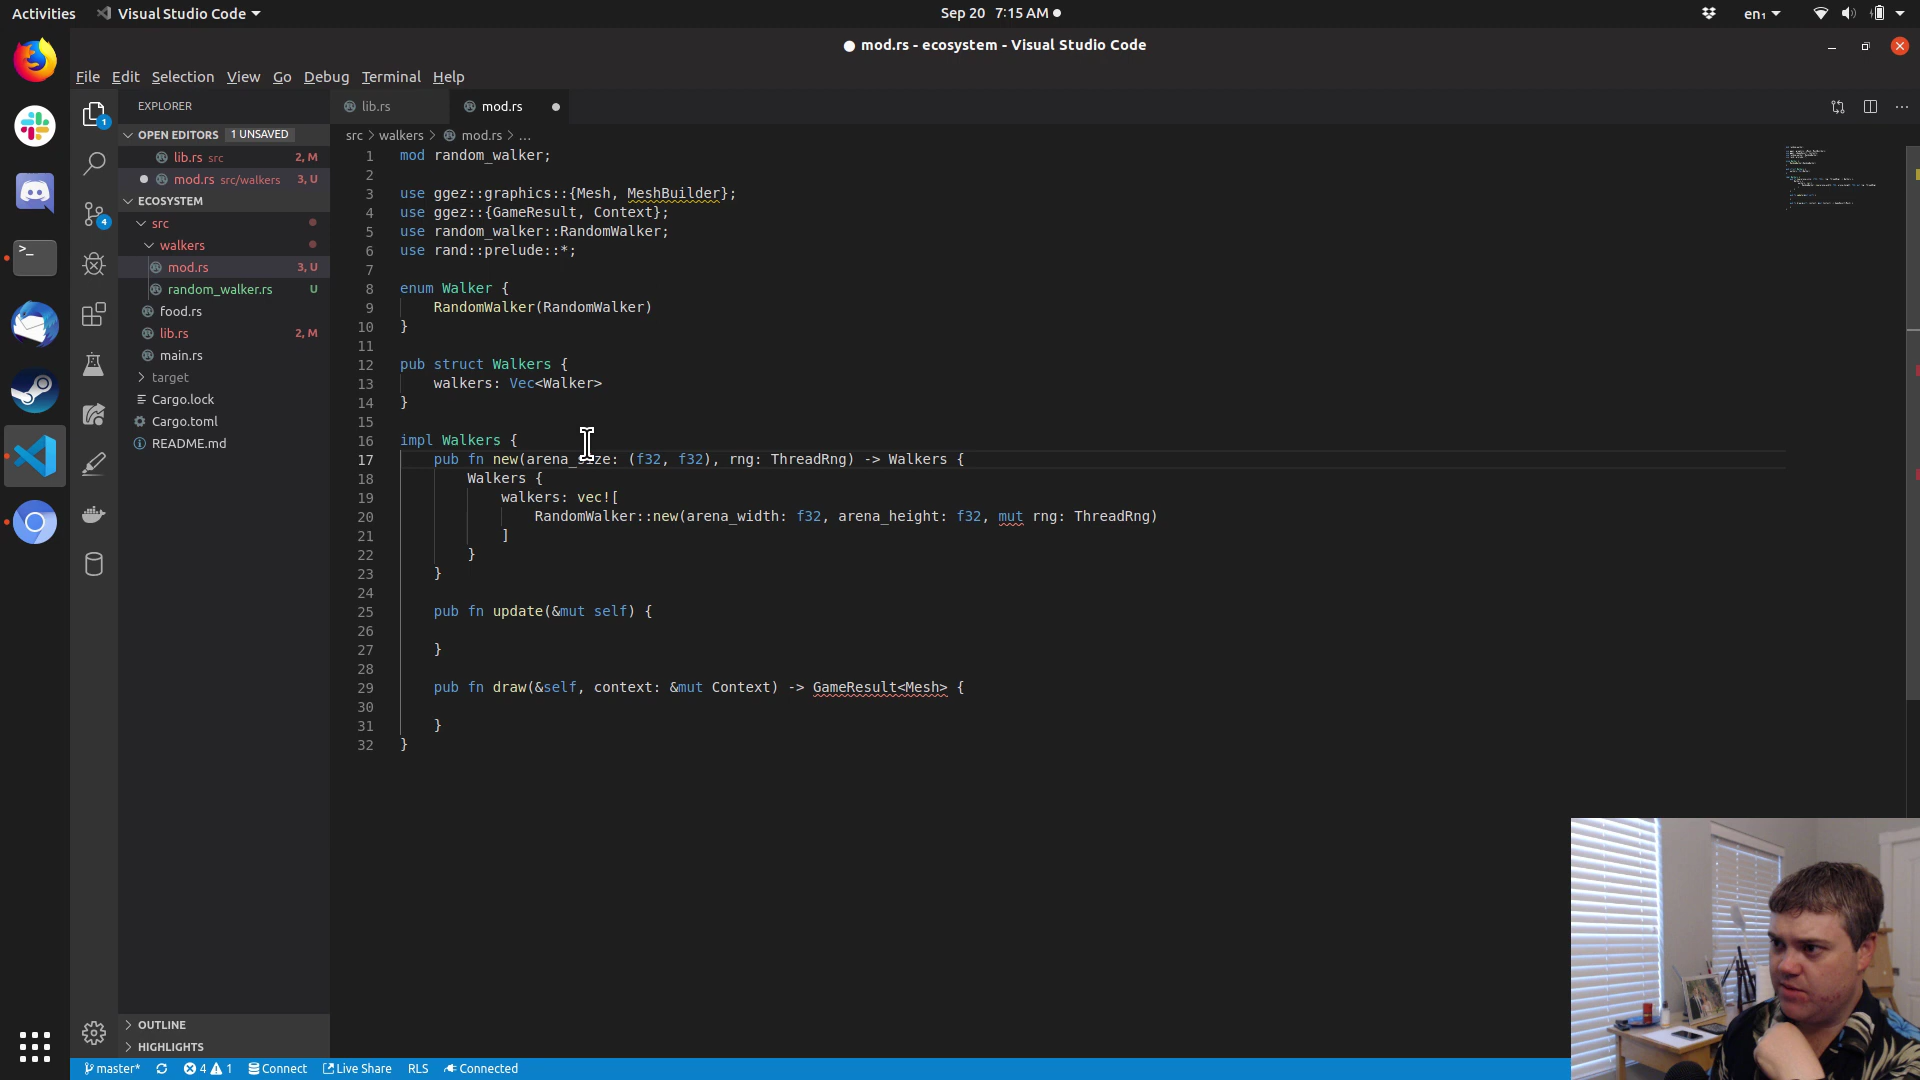 Activities
Visual Studio Code
Sep 20 7:15 AM
en₁
mod.rs - ecosystem - Visual Studio Code
File Edit Selection View Go Debug Terminal Help
EXPLORER
OPEN EDITORS 1 UNSAVED
lib.rs src 2, M
mod.rs src/walkers 3, U
ECOSYSTEM
src
walkers
mod.rs 3, U
random_walker.rs U
food.rs
lib.rs 2, M
main.rs
target
Cargo.lock
Cargo.toml
README.md
OUTLINE
HIGHLIGHTS
1
4
lib.rs
mod.rs
src > walkers > mod.rs > ...
1 mod random_walker;
2
3 use ggez::graphics::{Mesh, MeshBuilder};
4 use ggez::{GameResult, Context};
5 use random_walker::RandomWalker;
6 use rand::prelude::*;
7
8 enum Walker {
9 RandomWalker(RandomWalker)
10 }
11
12 pub struct Walkers {
13 walkers: Vec<Walker>
14 }
15
16 impl Walkers {
17 pub fn new(arena_size: (f32, f32), rng: ThreadRng) -> Walkers {
18 Walkers {
19 walkers: vec![
20 RandomWalker::new(arena_width: f32, arena_height: f32, mut rng: ThreadRng)
21 ]
22 }
23 }
24
25 pub fn update(&mut self) {
26
27 }
28
29 pub fn draw(&self, context: &mut Context) -> GameResult<Mesh> {
30
31 }
32 }
master* 4 1 Connect Live Share RLS Connected